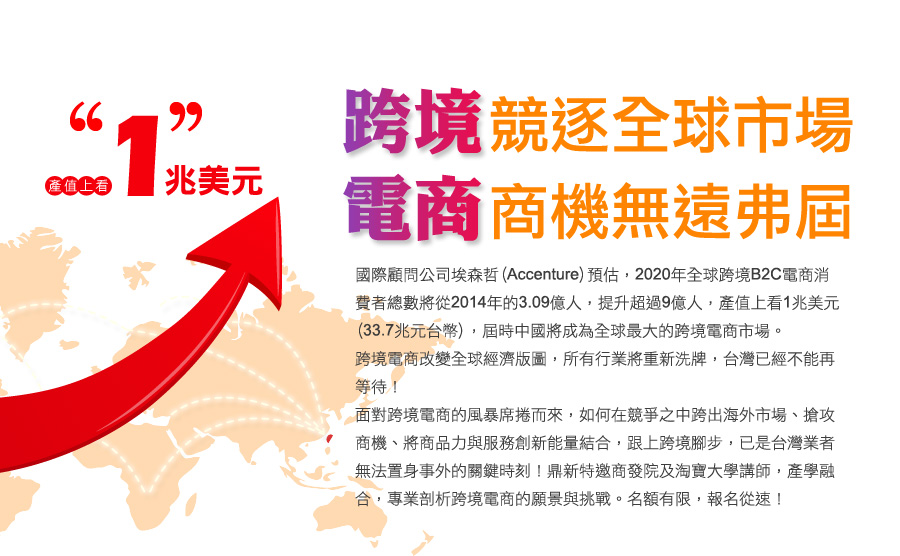 “1”
產值上看
兆美元
跨境 競逐全球市場
電商 商機無遠弗屆
國際顧問公司埃森哲 (Accenture) 預估，2020年全球跨境B2C電商消
費者總數將從2014年的3.09億人，提升超過9億人，產值上看1兆美元
(33.7兆元台幣) ，屆時中國將成為全球最大的跨境電商市場。
跨境電商改變全球經濟版圖，所有行業將重新洗牌，台灣已經不能再
等待！
面對跨境電商的風暴席捲而來，如何在競爭之中跨出海外市場、搶攻
商機、將商品力與服務創新能量結合，跟上跨境腳步，已是台灣業者
無法置身事外的關鍵時刻！鼎新特邀商發院及淘寶大學講師，產學融
合，專業剖析跨境電商的願景與挑戰。名額有限，報名從速！